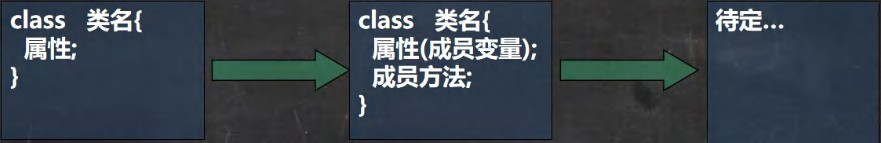 class 类名{
属性;
}
class 类名{
属性(成员变量);
成员方法;
}
待定...